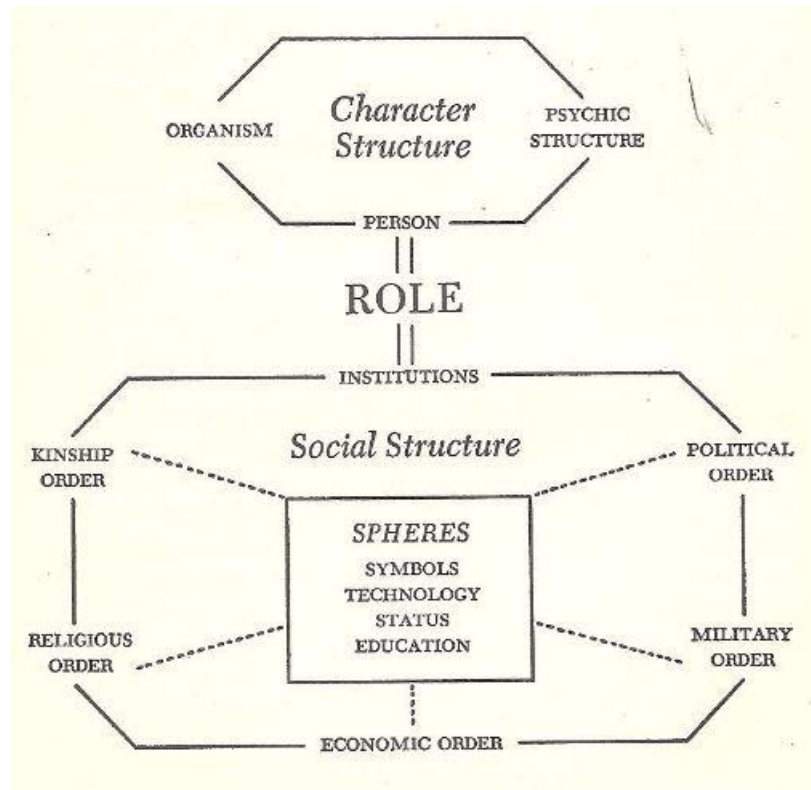 Character
Structure
ORGANISM
PSYCHIC
STRUCTURE
PERSON
ROLE
INSTITUTIONS
Social Structure
KINSHIP
ORDER
POLITICAL
ORDER
SPHERES
SYMBOLS
TECHNOLOGY
STATUS
EDUCATION
RELIGIOUS
ORDER
MILITARY
ORDER
ECONOMIC ORDER